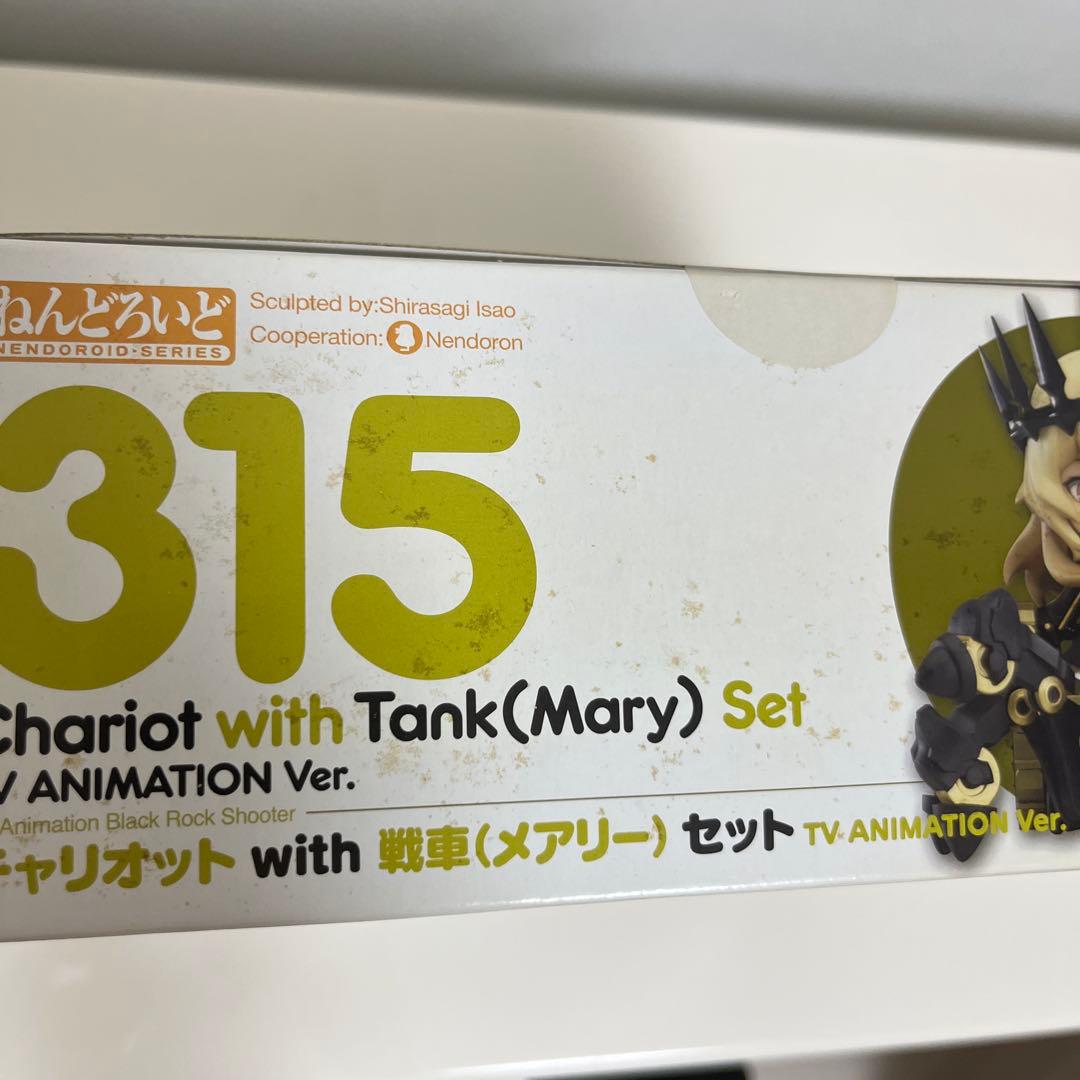 ねんどろいど
NENDOROID·SERIES
Sculpted by:Shirasagi Isao
Cooperation: Nendoron
315
Chariot with Tank(Mary) Set
TV ANIMATION Ver.
Animation Black Rock Shooter
チャリオット with 戦車(メアリー) セット TV ANIMATION Ver.